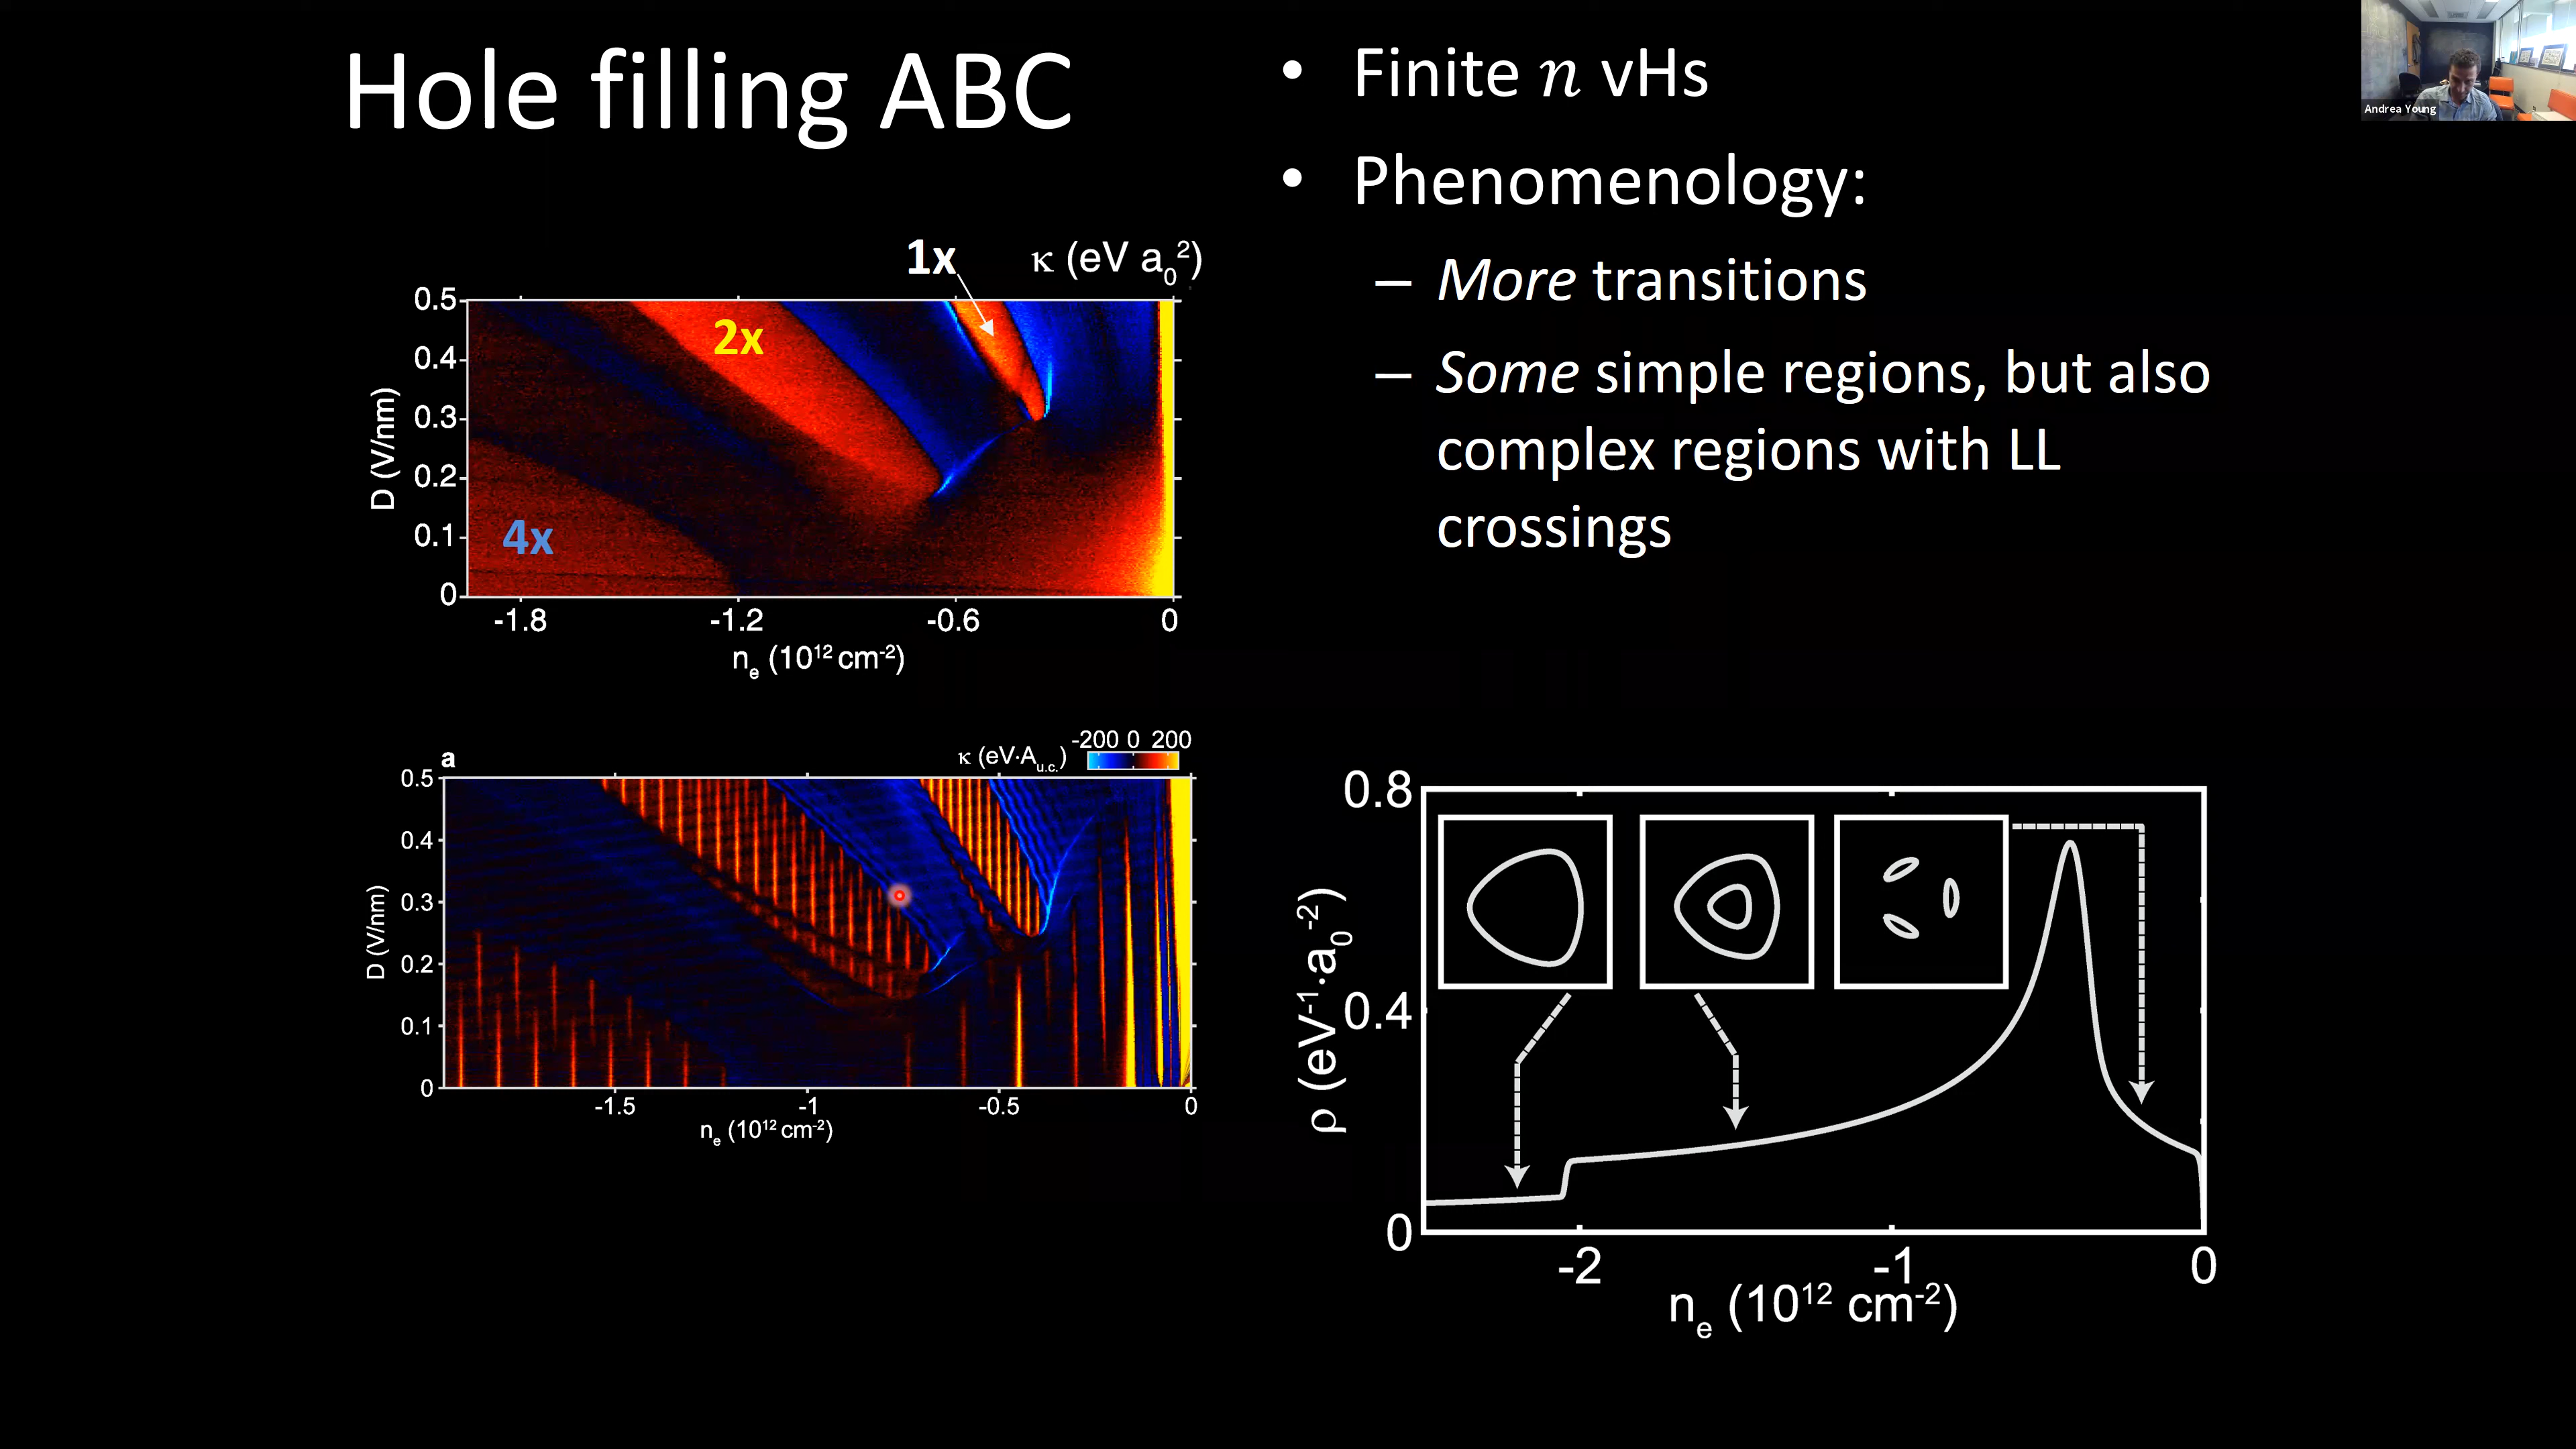 Hole filling ABC
• Finite n vHs
• Phenomenology:
– More transitions
– Some simple regions, but also
complex regions with LL
crossings
Andrea Young
1x
κ (eV a₀²)
2x
4x
D (V/nm)
0.5
0.4
0.3
0.2
0.1
0
-1.8 -1.2 -0.6 0
nₑ (10¹² cm⁻²)
a
κ (eV·A u.c.)
-200 0 200
D (V/nm)
0.5
0.4
0.3
0.2
0.1
0
-1.5 -1 -0.5 0
nₑ (10¹² cm⁻²)
ρ (eV⁻¹·a₀⁻²)
0.8
0.4
0
-2 -1 0
nₑ (10¹² cm⁻²)